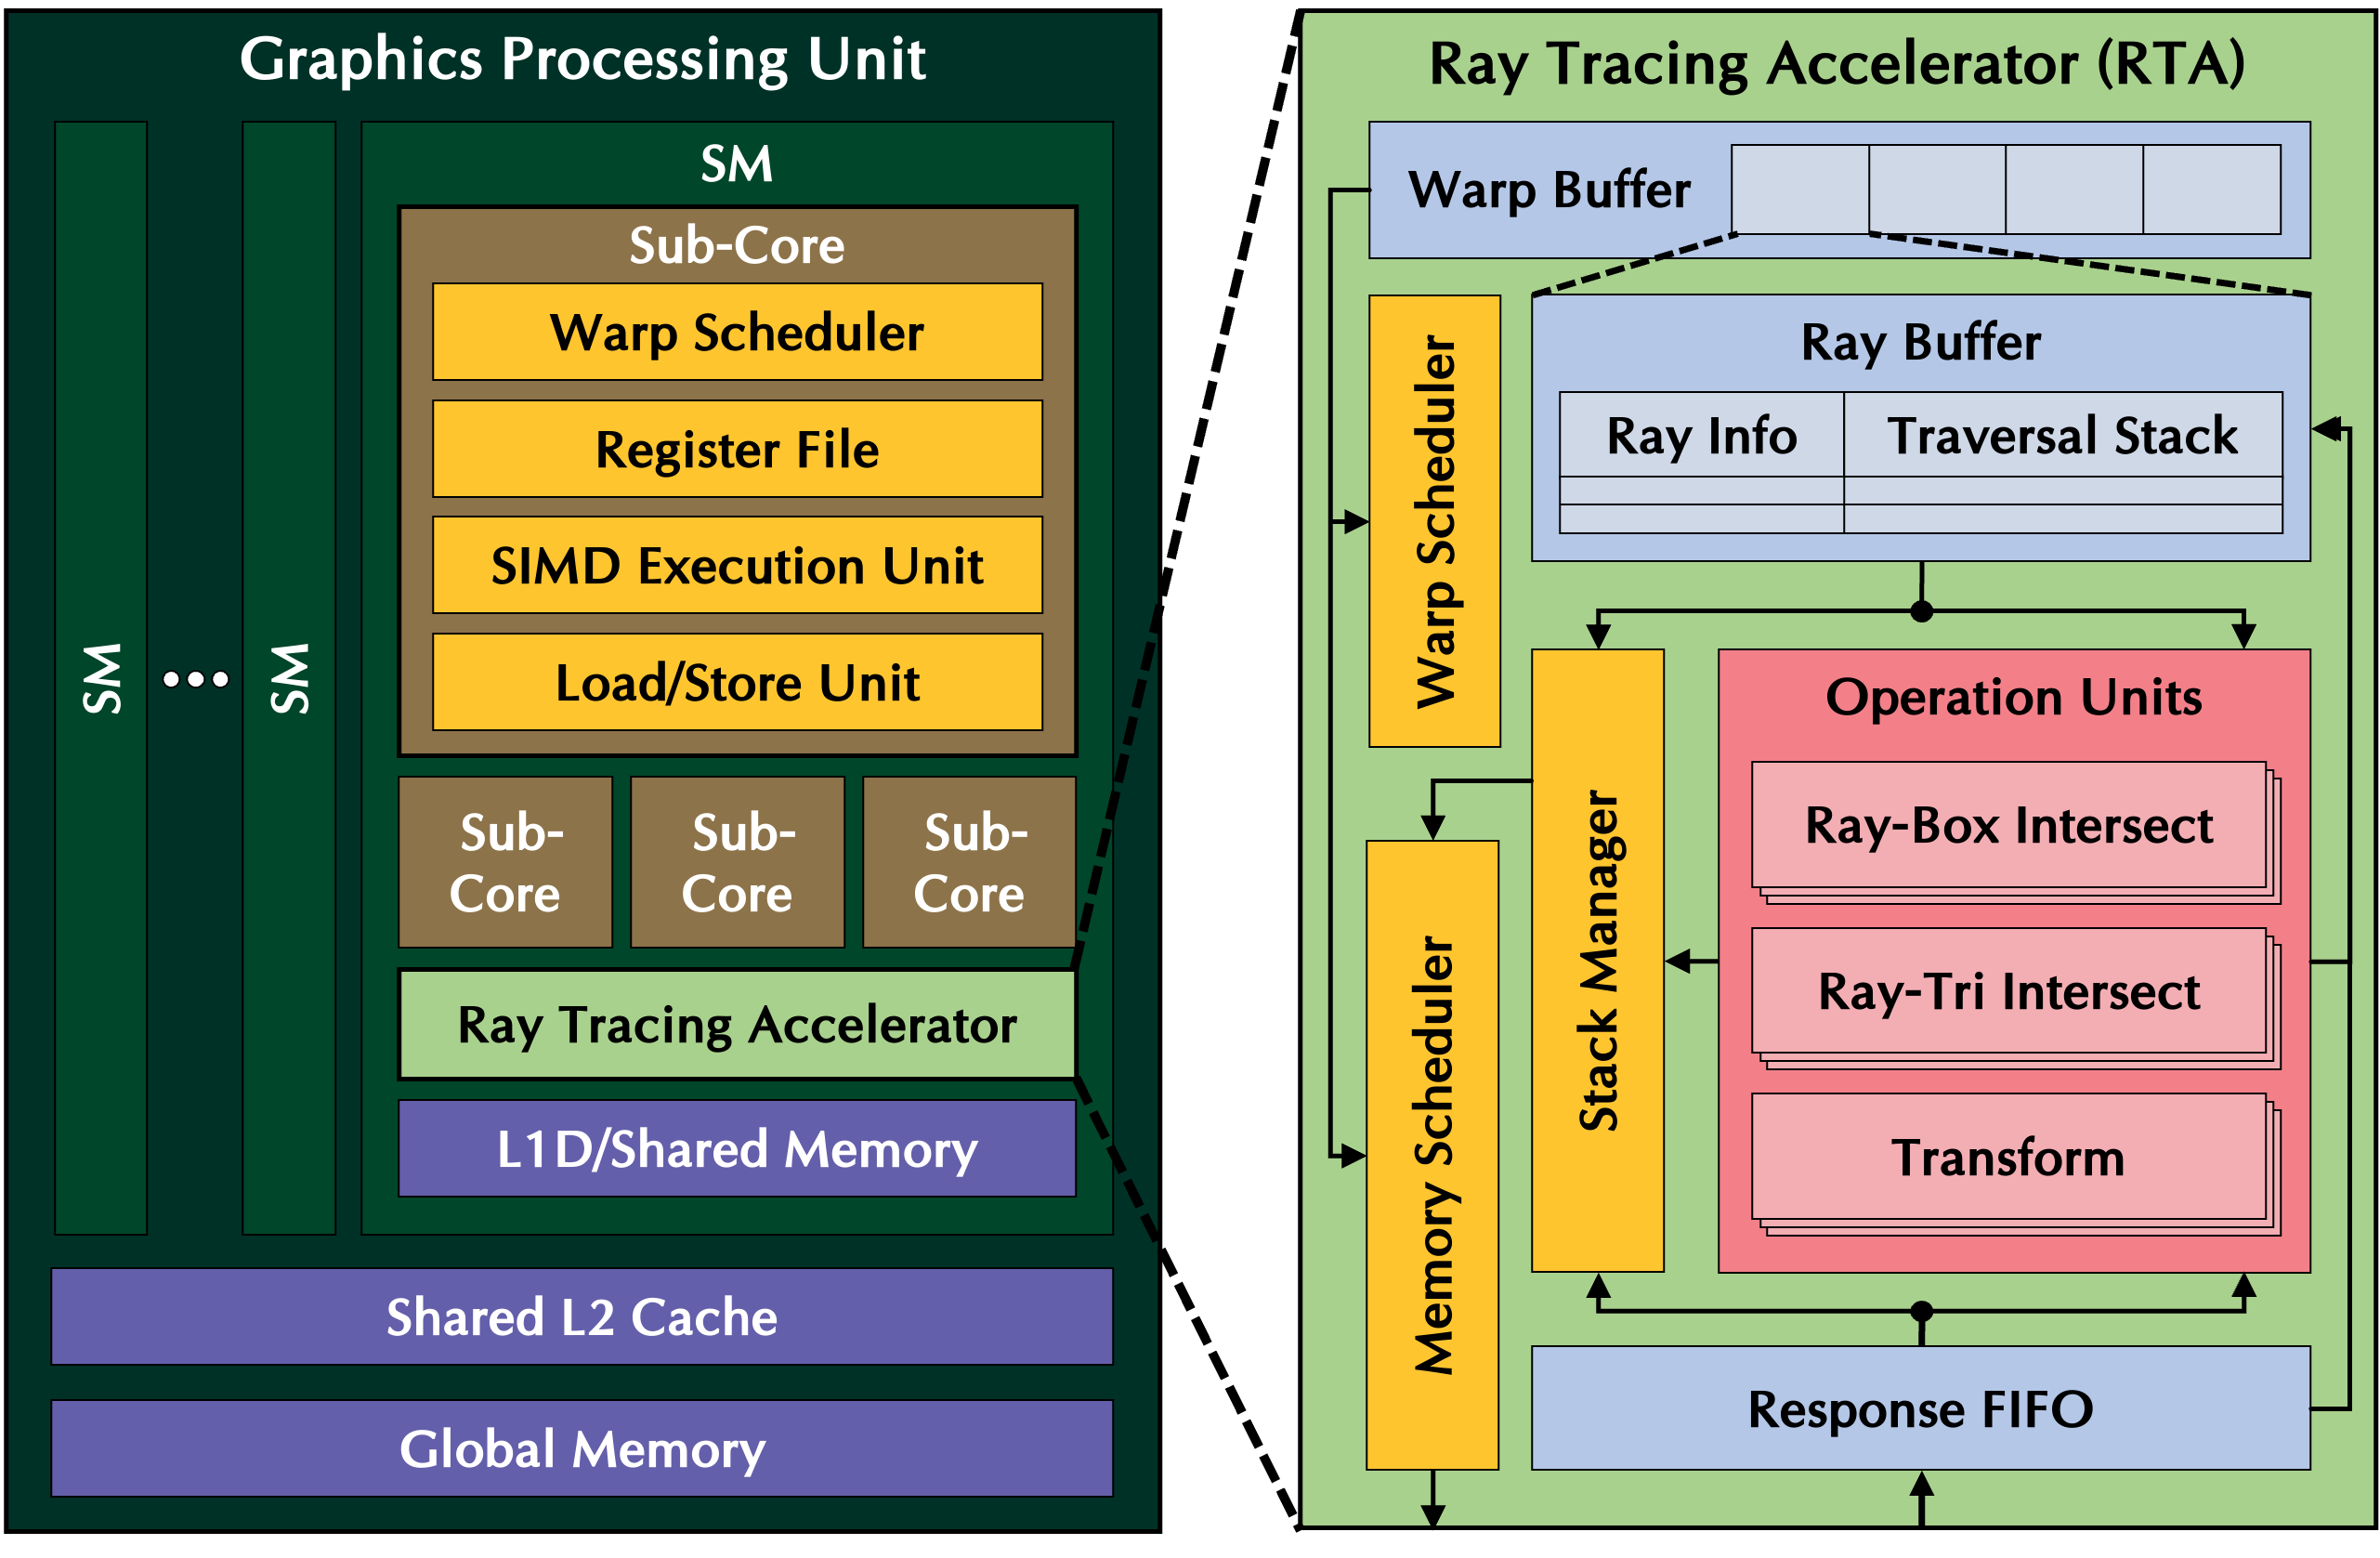 Graphics Processing Unit
SM
SM
SM
Sub-Core
Warp Scheduler
Register File
SIMD Execution Unit
Load/Store Unit
Sub-
Core
Sub-
Core
Sub-
Core
Ray Tracing Accelerator
L1D/Shared Memory
Shared L2 Cache
Global Memory
Ray Tracing Accelerator (RTA)
Warp Buffer
Warp Scheduler
Ray Buffer
Ray Info
Traversal Stack
Memory Scheduler
Stack Manager
Operation Units
Ray-Box Intersect
Ray-Tri Intersect
Transform
Response FIFO